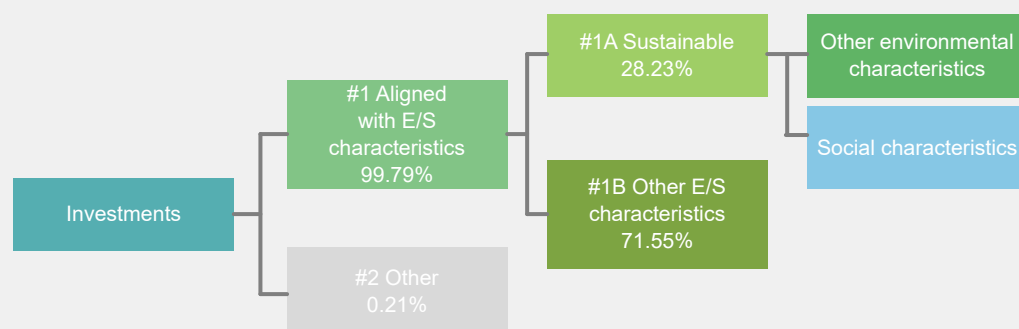 Investments
#1 Aligned
with E/S
characteristics
99.79%
#2 Other
0.21%
#1A Sustainable
28.23%
#1B Other E/S
characteristics
71.55%
Other environmental
characteristics
Social characteristics